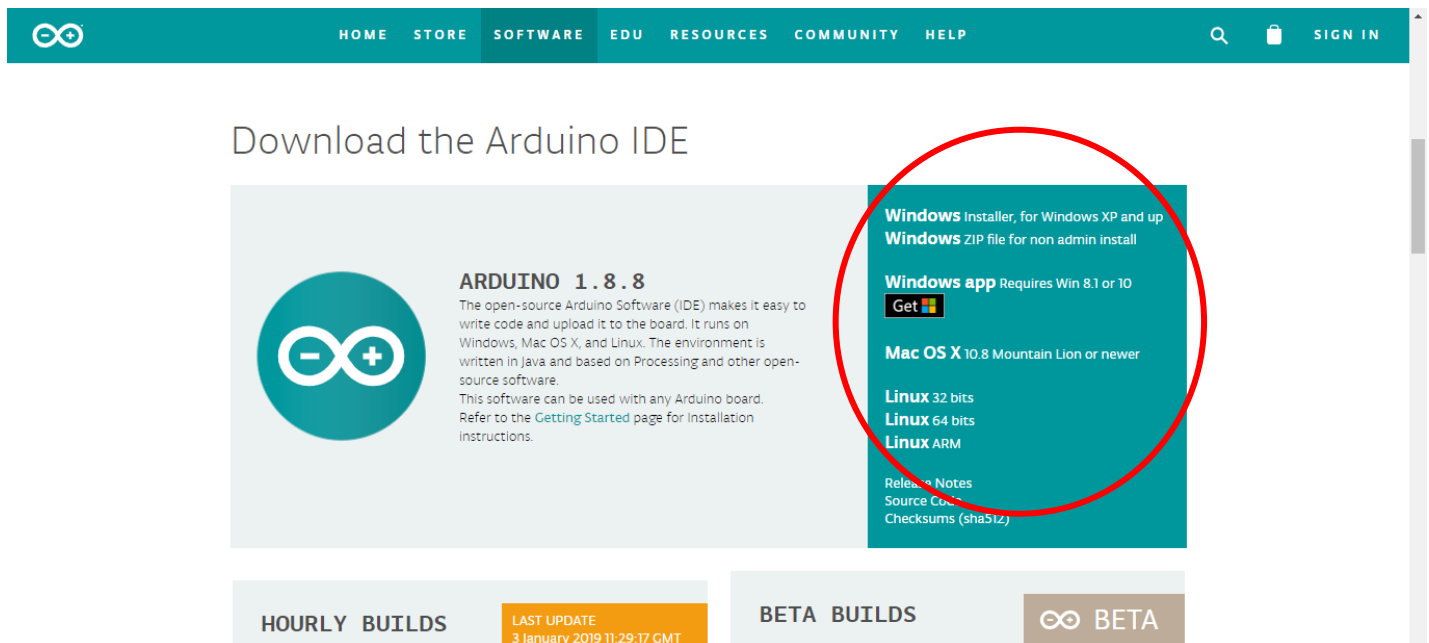 HOME STORE SOFTWARE EDU RESOURCES COMMUNITY HELP SIGN IN
Download the Arduino IDE
ARDUINO 1.8.8
The open-source Arduino Software (IDE) makes it easy to
write code and upload it to the board. It runs on
Windows, Mac OS X, and Linux. The environment is
written in Java and based on Processing and other open-
source software.
This software can be used with any Arduino board.
Refer to the Getting Started page for Installation
instructions.
Windows Installer, for Windows XP and up
Windows ZIP file for non admin install
Windows app Requires Win 8.1 or 10
Get
Mac OS X 10.8 Mountain Lion or newer
Linux 32 bits
Linux 64 bits
Linux ARM
Release Notes
Source Code
Checksums (sha512)
HOURLY BUILDS
LAST UPDATE
3 January 2019 11:29:17 GMT
BETA BUILDS
BETA